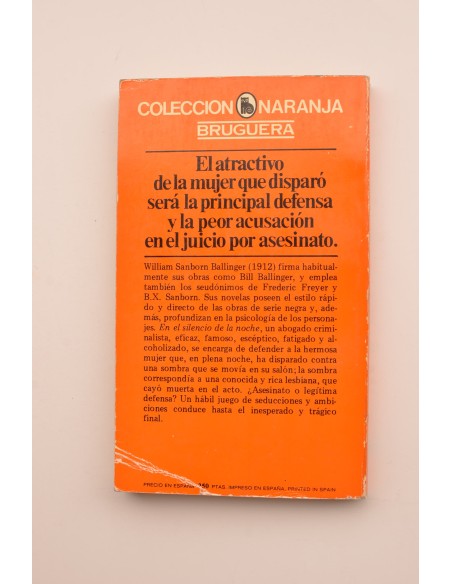 COLECCION NARANJA
BRUGUERA
El atractivo
de la mujer que disparó
será la principal defensa
y la peor acusación
en el juicio por asesinato.
William Sanborn Ballinger (1912) firma habitual-
mente sus obras como Bill Ballinger, y emplea
también los seudónimos de Frederic Freyer y
B.X. Sanborn. Sus novelas poseen el estilo rápi-
do y directo de las obras de serie negra y, ade-
más, profundizan en la psicología de los persona-
jes. En el silencio de la noche, un abogado crimi-
nalista, eficaz, famoso, escéptico, fatigado y al-
coholizado, se encarga de defender a la hermosa
mujer que, en plena noche, ha disparado contra
una sombra que se movía en su salón; la sombra
correspondía a una conocida y rica lesbiana, que
cayó muerta en el acto. ¿Asesinato o legítima
defensa? Un hábil juego de seducciones y ambi-
ciones conduce hasta el inesperado y trágico
final.
PRECIO EN ESPAÑA 250 PTAS. IMPRESO EN ESPAÑA. PRINTED IN SPAIN